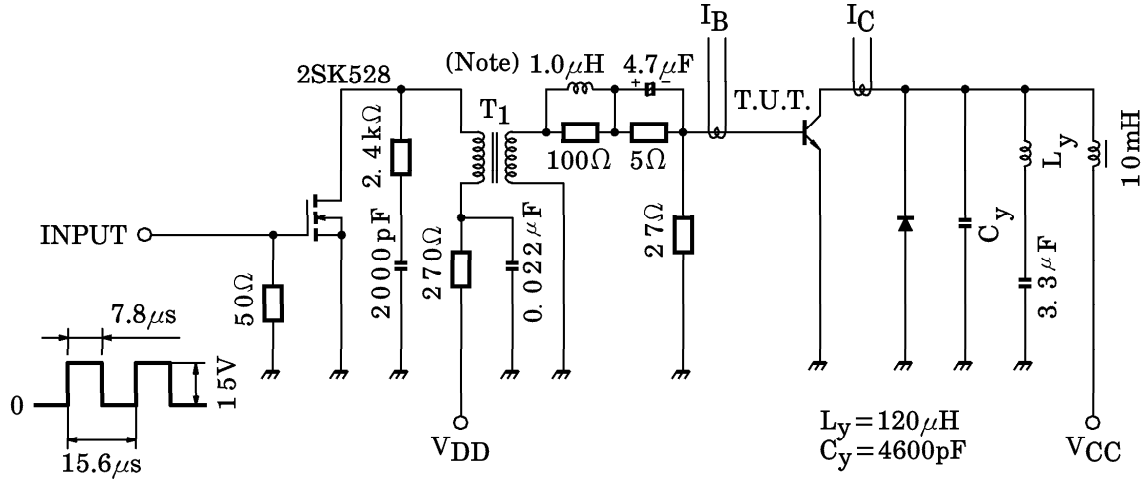 I_B
I_C
(Note) 1.0μH
4.7μF
2SK528
T1
T.U.T.
2.4kΩ
100Ω
5Ω
L_y
10mH
INPUT
2000pF
270Ω
0.022μF
27Ω
C_y
3.3μF
50Ω
7.8μs
15V
0
15.6μs
V_DD
L_y=120μH
C_y=4600pF
V_CC
+ −